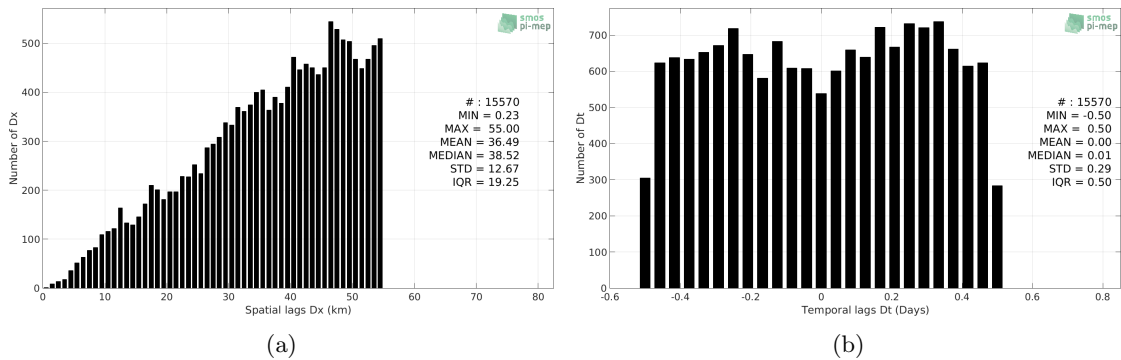 smos
pi-mep
500
400
300
200
100
0
Number of Dx
# : 15570
MIN = 0.23
MAX = 55.00
MEAN = 36.49
MEDIAN = 38.52
STD = 12.67
IQR = 19.25
0 10 20 30 40 50 60 70 80
Spatial lags Dx (km)
(a)
smos
pi-mep
700
600
500
400
300
200
100
0
Number of Dt
# : 15570
MIN = -0.50
MAX = 0.50
MEAN = 0.00
MEDIAN = 0.01
STD = 0.29
IQR = 0.50
-0.6 -0.4 -0.2 0 0.2 0.4 0.6 0.8
Temporal lags Dt (Days)
(b)